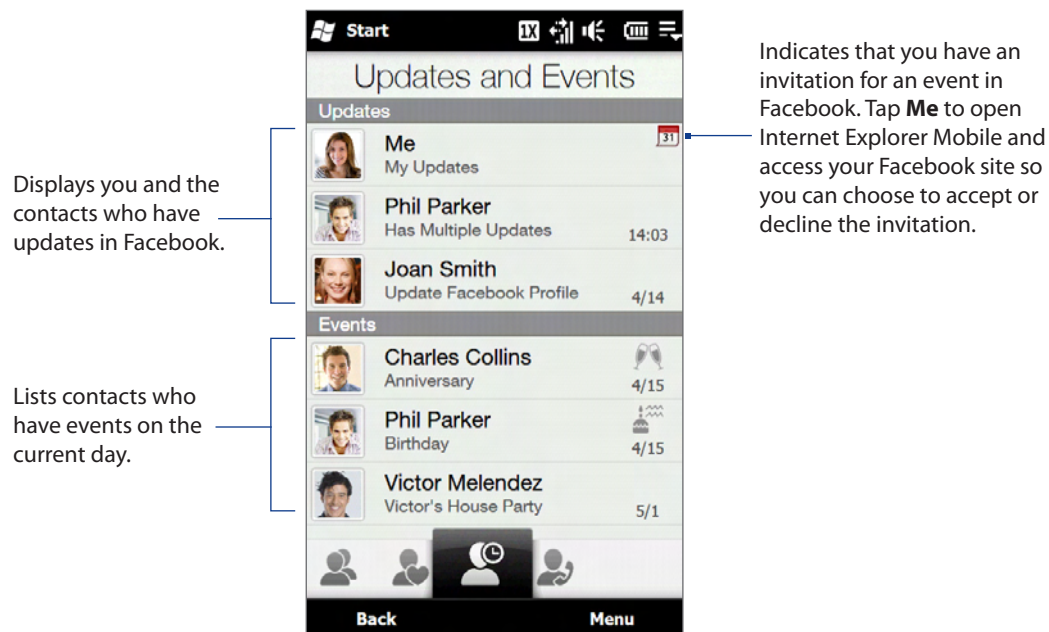 Start
1X
Updates and Events
Updates
Me
31
My Updates
Phil Parker
Has Multiple Updates
14:03
Joan Smith
Update Facebook Profile
4/14
Events
Charles Collins
Anniversary
4/15
Phil Parker
Birthday
4/15
Victor Melendez
Victor's House Party
5/1
Back
Menu
Displays you and the
contacts who have
updates in Facebook.
Lists contacts who
have events on the
current day.
Indicates that you have an
invitation for an event in
Facebook. Tap Me to open
Internet Explorer Mobile and
access your Facebook site so
you can choose to accept or
decline the invitation.